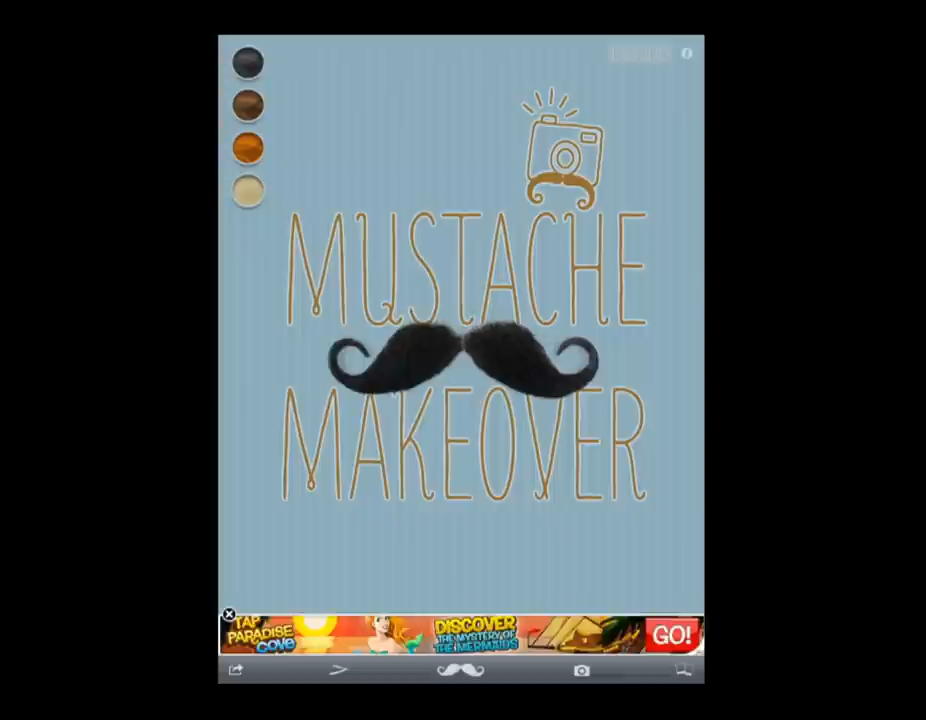 MUSTACHE
MAKEOVER
TAP
PARADISE
COVE
DISCOVER
THE MYSTERY OF
THE MERMAIDS
GO!